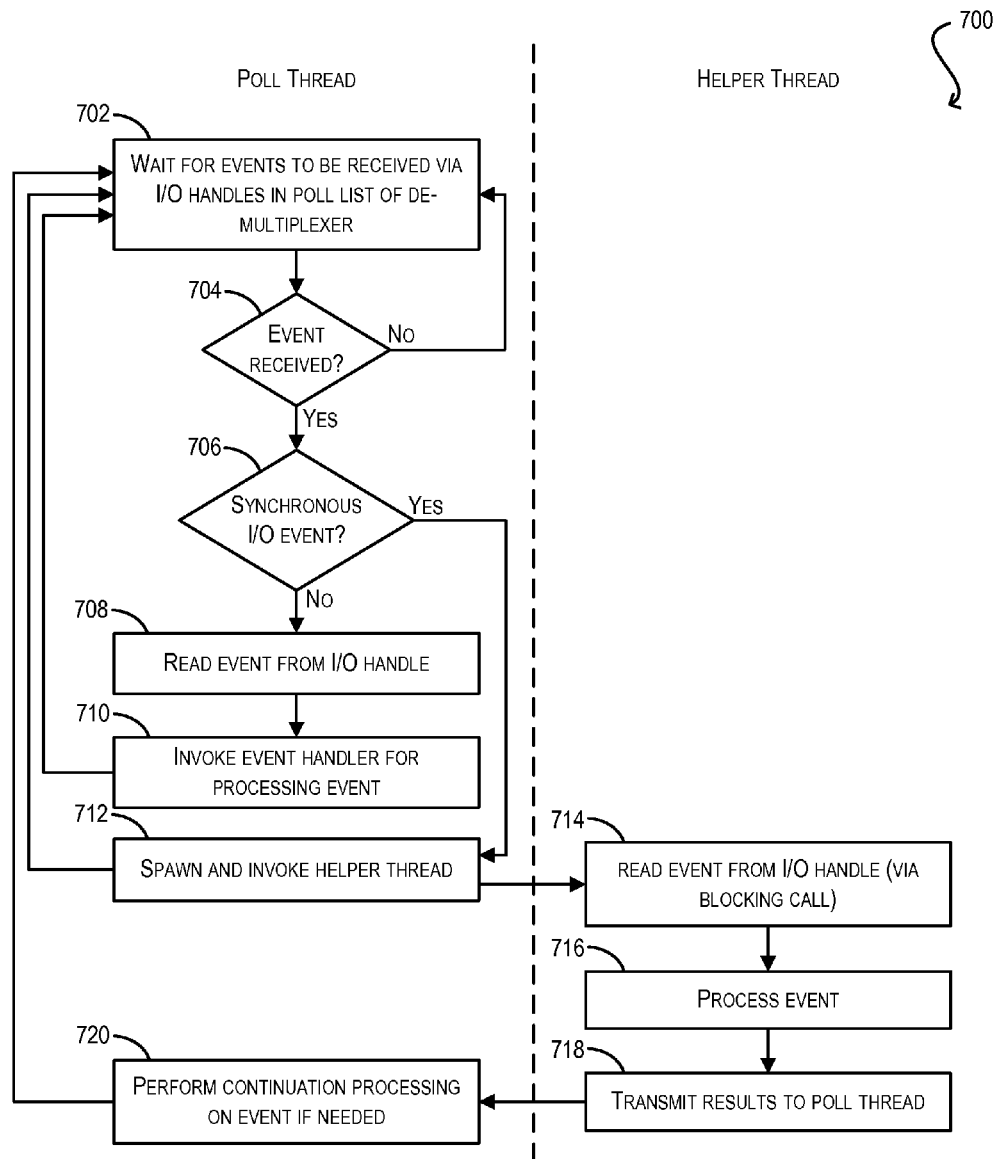 700
POLL THREAD
HELPER THREAD
702
WAIT FOR EVENTS TO BE RECEIVED VIA
I/O HANDLES IN POLL LIST OF DE-
MULTIPLEXER
704
EVENT
RECEIVED?
NO
YES
706
SYNCHRONOUS
I/O EVENT?
YES
NO
708
READ EVENT FROM I/O HANDLE
710
INVOKE EVENT HANDLER FOR
PROCESSING EVENT
712
SPAWN AND INVOKE HELPER THREAD
714
READ EVENT FROM I/O HANDLE (VIA
BLOCKING CALL)
716
PROCESS EVENT
718
TRANSMIT RESULTS TO POLL THREAD
720
PERFORM CONTINUATION PROCESSING
ON EVENT IF NEEDED